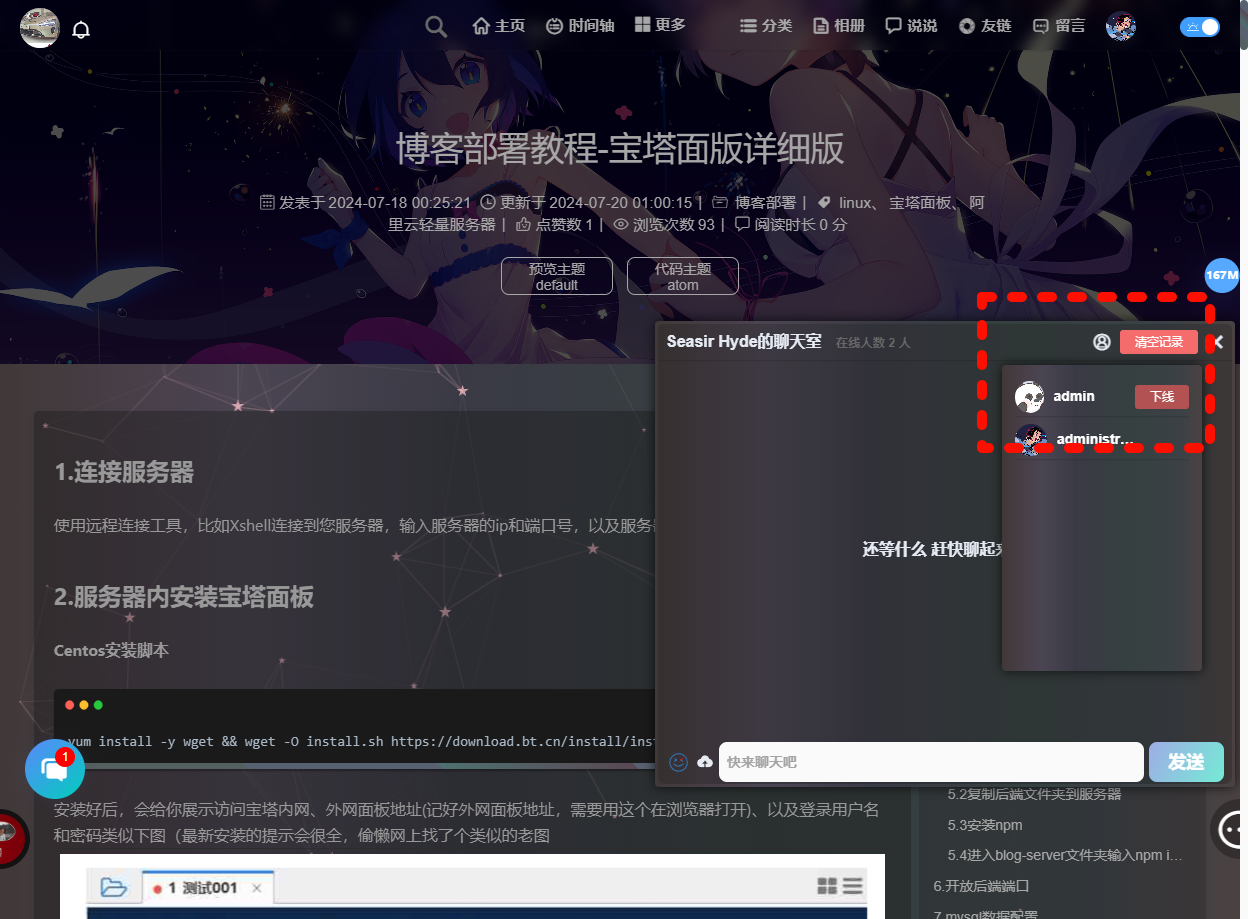 主页 时间轴 更多 分类 相册 说说 友链 留言
博客部署教程-宝塔面版详细版
发表于 2024-07-18 00:25:21 更新于 2024-07-20 01:00:15 | 博客部署 | linux、 宝塔面板、 阿
里云轻量服务器 | 点赞数 1 | 浏览次数 93 | 阅读时长 0 分
预览主题
default
代码主题
atom
167M
Seasir Hyde的聊天室 在线人数 2 人 清空记录
admin 下线
administr...
1.连接服务器
使用远程连接工具，比如Xshell连接到您服务器，输入服务器的ip和端口号，以及服务
还等什么 赶快聊起
2.服务器内安装宝塔面板
Centos安装脚本
yum install -y wget && wget -O install.sh https://download.bt.cn/install/inst
1
快来聊天吧 发送
安装好后，会给你展示访问宝塔内网、外网面板地址(记好外网面板地址，需要用这个在浏览器打开)、以及登录用户名
和密码类似下图（最新安装的提示会很全，偷懒网上找了个类似的老图
1 测试001
5.2复制后端文件夹到服务器
5.3安装npm
5.4进入blog-server文件夹输入npm i...
6.开放后端端口
7.mysql数据配置